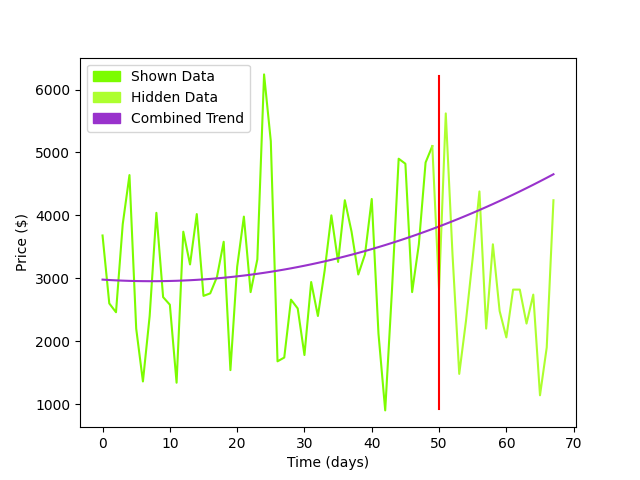 Shown Data
Hidden Data
Combined Trend
6000
5000
4000
3000
2000
1000
Price ($)
0 10 20 30 40 50 60 70
Time (days)